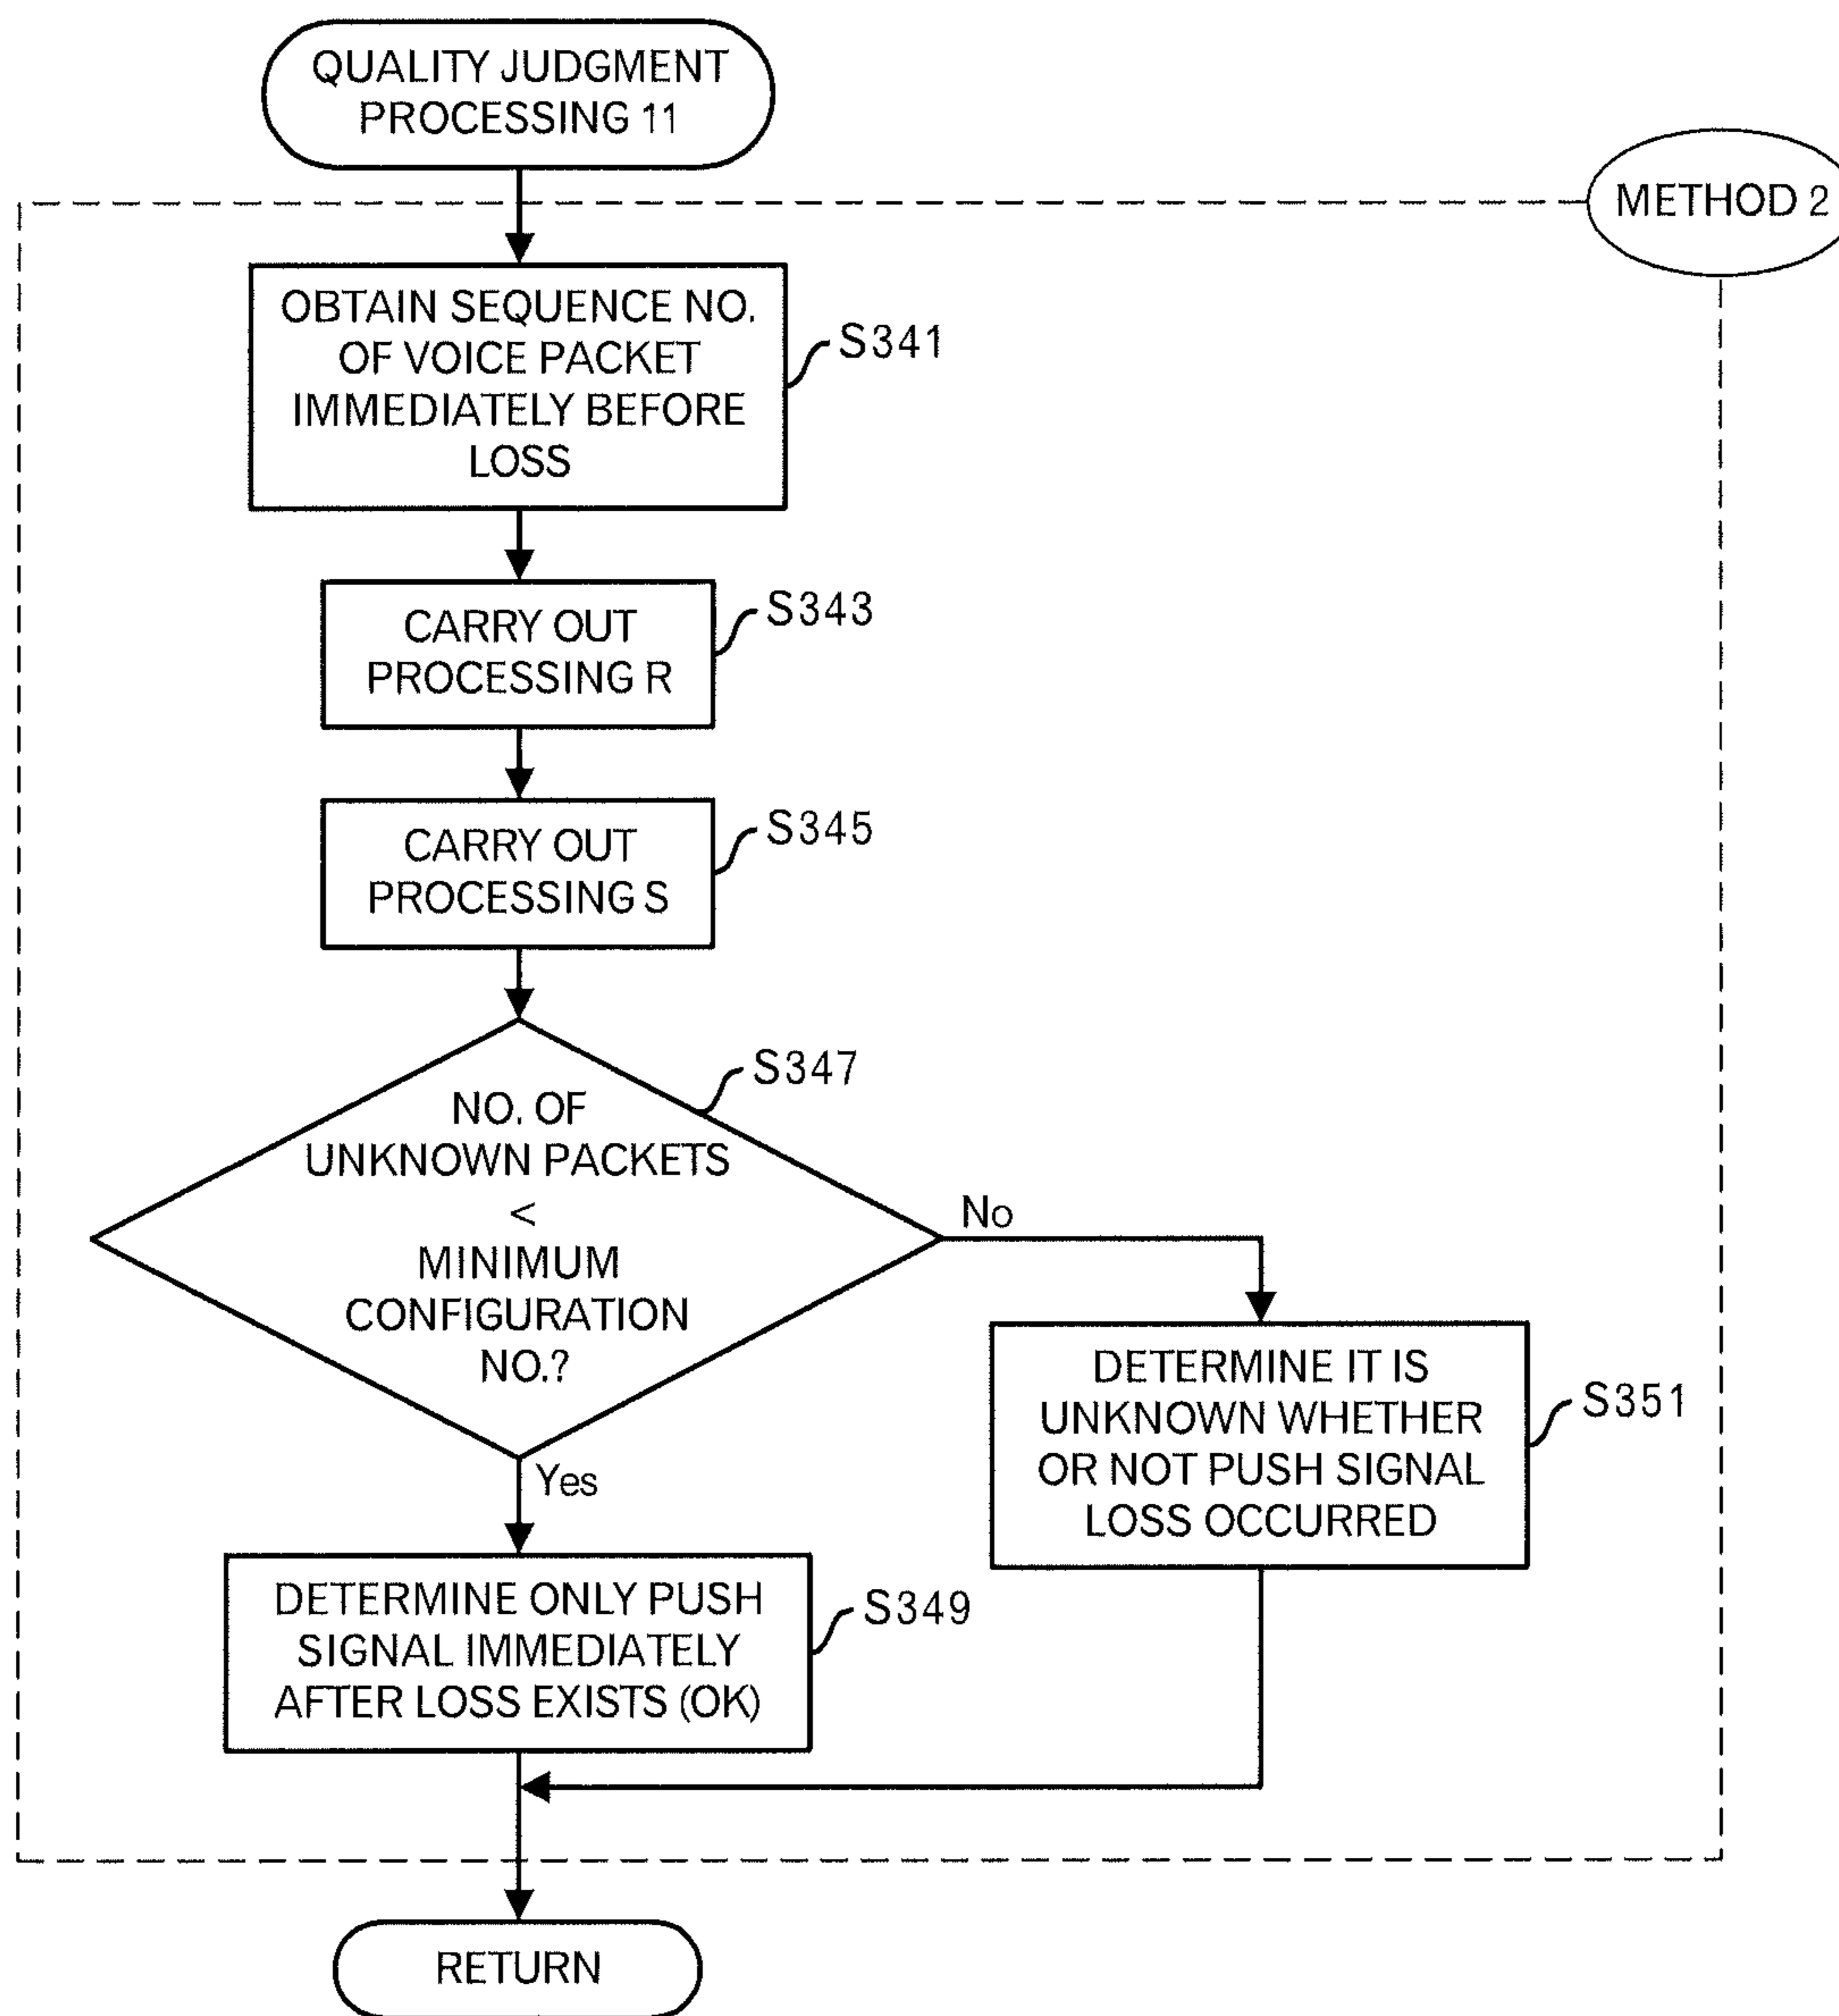 QUALITY JUDGMENT
PROCESSING 11
METHOD 2
OBTAIN SEQUENCE NO.
OF VOICE PACKET
IMMEDIATELY BEFORE
LOSS
S341
CARRY OUT
PROCESSING R
S343
CARRY OUT
PROCESSING S
S345
NO. OF
UNKNOWN PACKETS
<
MINIMUM
CONFIGURATION
NO.?
S347
No
Yes
DETERMINE IT IS
UNKNOWN WHETHER
OR NOT PUSH SIGNAL
LOSS OCCURRED
S351
DETERMINE ONLY PUSH
SIGNAL IMMEDIATELY
AFTER LOSS EXISTS (OK)
S349
RETURN